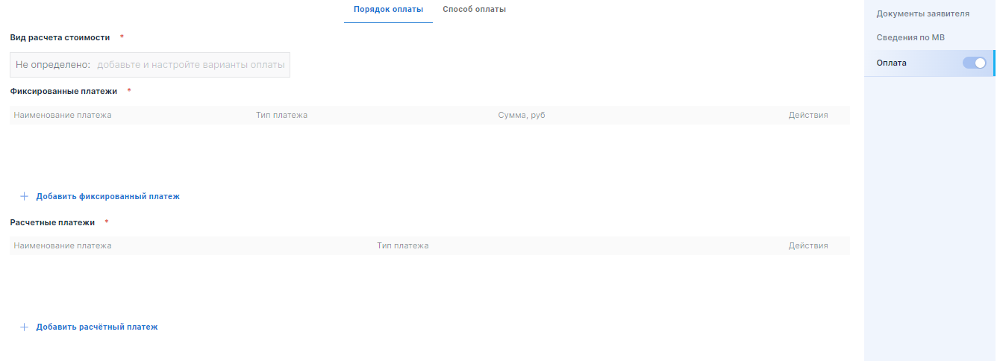 Порядок оплаты Способ оплаты
Вид расчета стоимости *
Не определено: добавьте и настройте варианты оплаты
Фиксированные платежи *
Наименование платежа Тип платежа Сумма, руб Действия
Добавить фиксированный платеж
Расчетные платежи *
Наименование платежа Тип платежа Действия
Добавить расчётный платеж
Документы заявителя
Сведения по МВ
Оплата